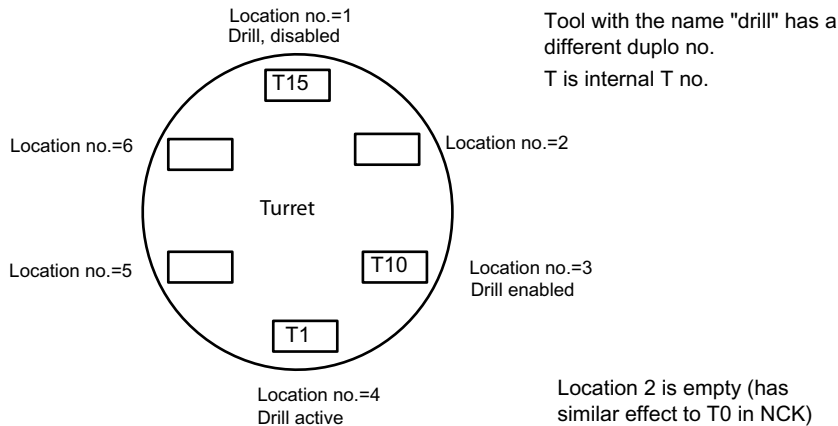 Location no.=1
Drill, disabled
Tool with the name "drill" has a
different duplo no.
T is internal T no.
T15
Location no.=6
Location no.=2
Turret
Location no.=5
T10
Location no.=3
Drill enabled
T1
Location no.=4
Drill active
Location 2 is empty (has
similar effect to T0 in NCK)